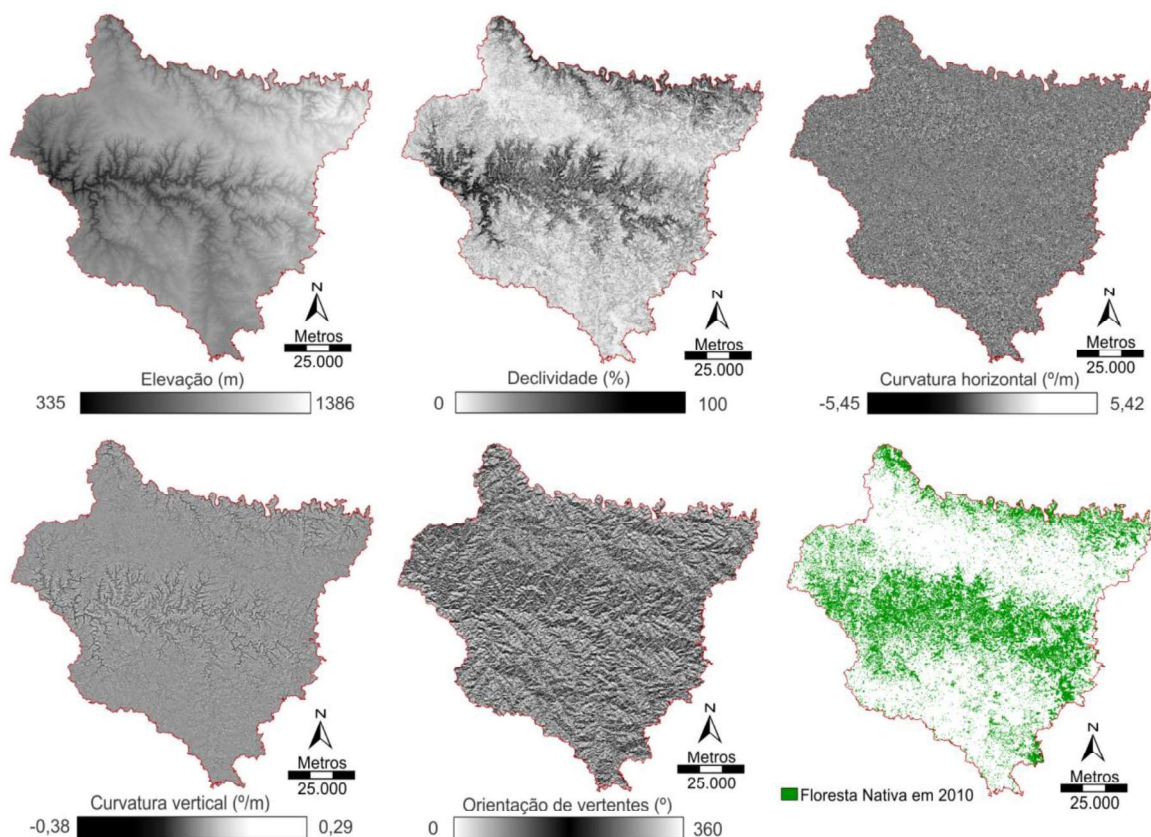 N
Metros
25.000
Elevação (m)
335 1386
N
Metros
25.000
Declividade (%)
0 100
N
Metros
25.000
Curvatura horizontal (º/m)
-5,45 5,42
N
Metros
25.000
Curvatura vertical (º/m)
-0,38 0,29
N
Metros
25.000
Orientação de vertentes (º)
0 360
N
Metros
25.000
Floresta Nativa em 2010